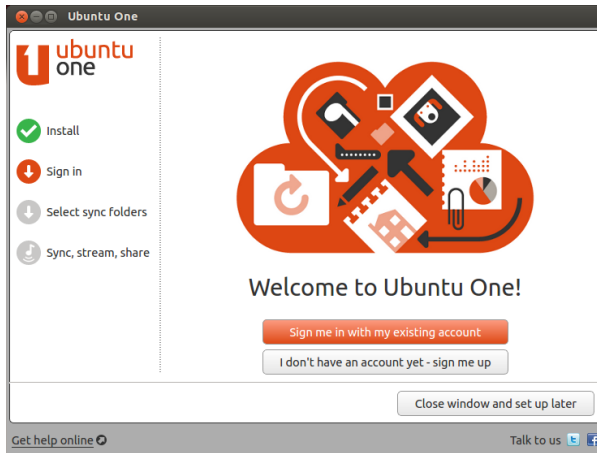 Ubuntu One
ubuntu
one
Install
Sign in
Select sync folders
Sync, stream, share
Welcome to Ubuntu One!
Sign me in with my existing account
I don't have an account yet - sign me up
Close window and set up later
Get help online
Talk to us